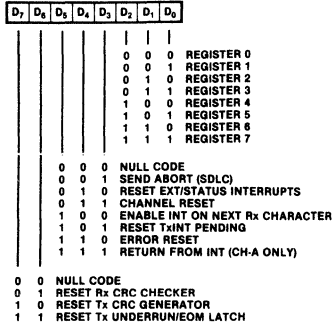 D7 D6 D5 D4 D3 D2 D1 D0
0 0 0 REGISTER 0
0 0 1 REGISTER 1
0 1 0 REGISTER 2
0 1 1 REGISTER 3
1 0 0 REGISTER 4
1 0 1 REGISTER 5
1 1 0 REGISTER 6
1 1 1 REGISTER 7
0 0 0 NULL CODE
0 0 1 SEND ABORT (SDLC)
0 1 0 RESET EXT/STATUS INTERRUPTS
0 1 1 CHANNEL RESET
1 0 0 ENABLE INT ON NEXT Rx CHARACTER
1 0 1 RESET TxINT PENDING
1 1 0 ERROR RESET
1 1 1 RETURN FROM INT (CH-A ONLY)
0 0 NULL CODE
0 1 RESET Rx CRC CHECKER
1 0 RESET Tx CRC GENERATOR
1 1 RESET Tx UNDERRUN/EOM LATCH